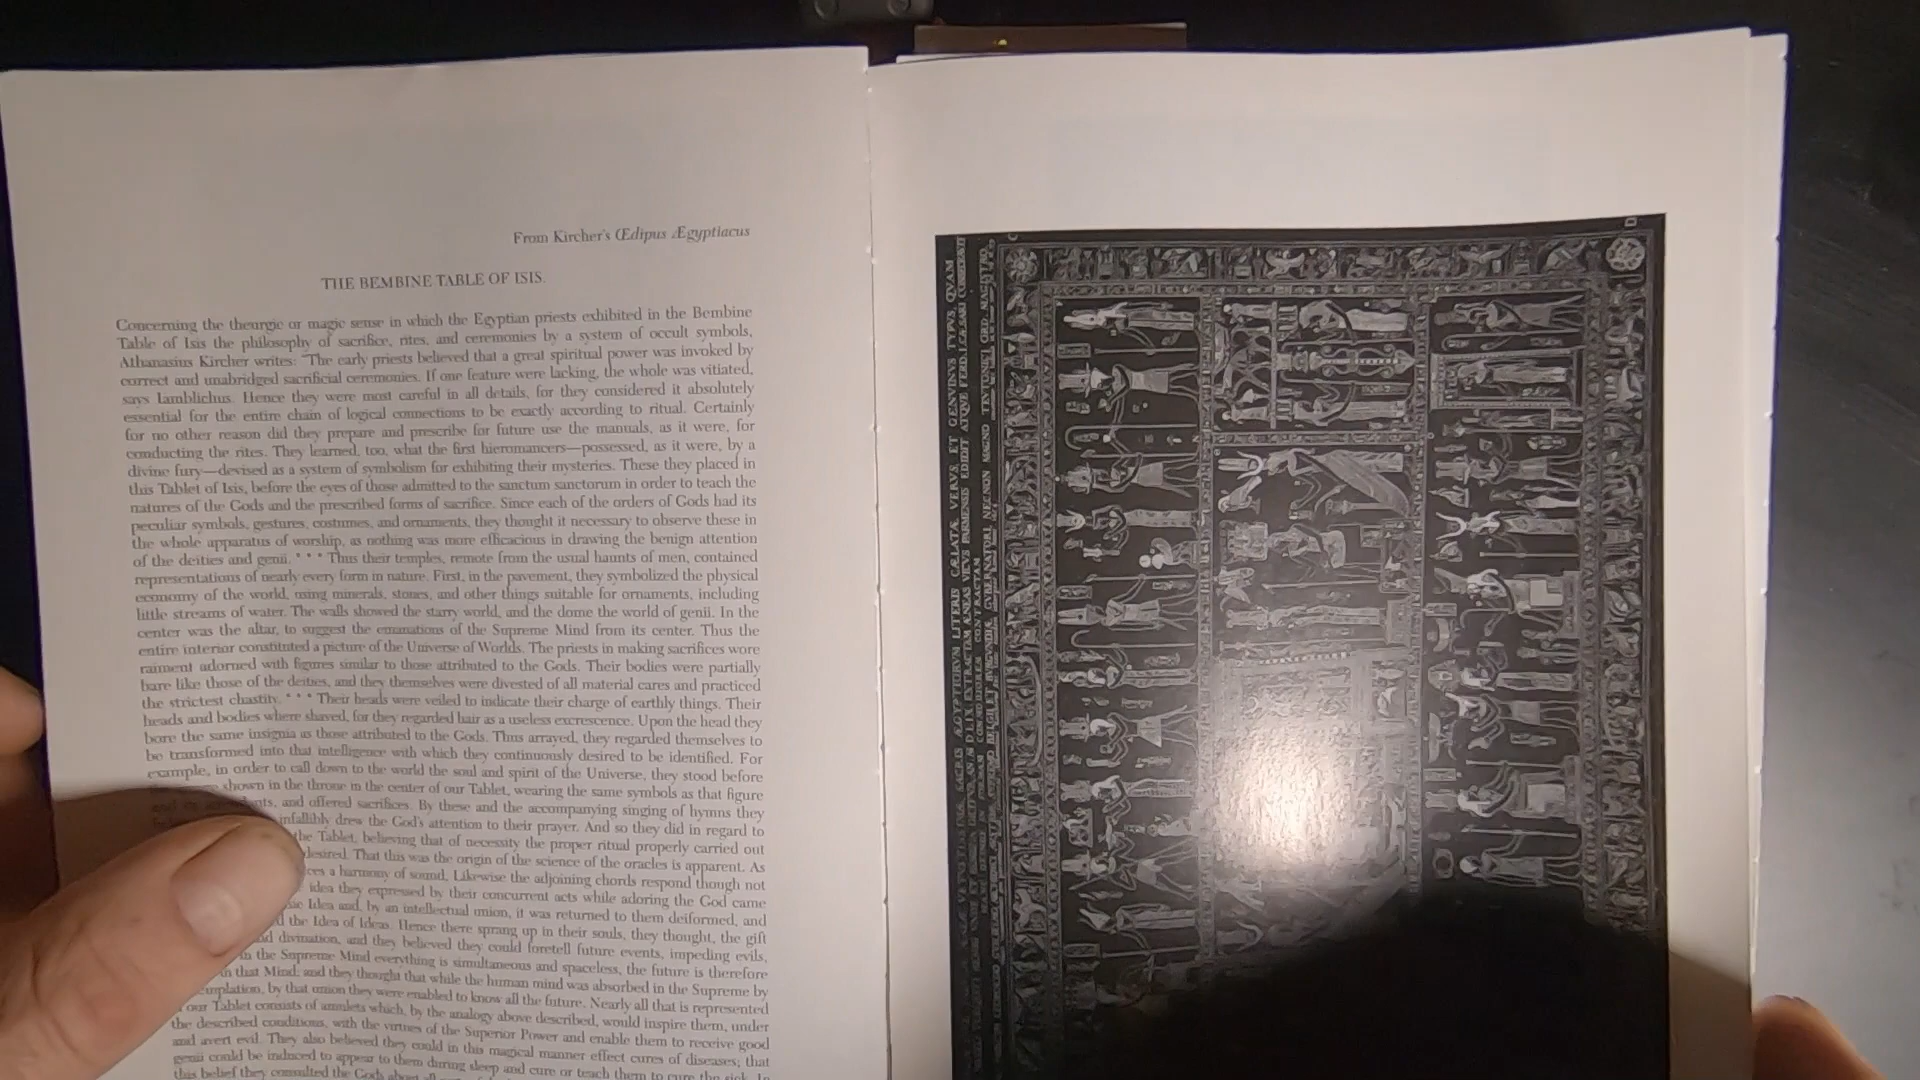 From Kircher's Œdipus Ægyptiacus
THE BEMBINE TABLE OF ISIS.
Concerning the theurgic or magic sense in which the Egyptian priests exhibited in the Bembine
Table of Isis the philosophy of sacrifice, rites, and ceremonies by a system of occult symbols,
Athanasius Kircher writes: "The early priests believed that a great spiritual power was invoked by
correct and unabridged sacrificial ceremonies. If one feature were lacking, the whole was vitiated,
says Iamblichus. Hence they were most careful in all details, for they considered it absolutely
essential for the entire chain of logical connections to be exactly according to ritual. Certainly
for no other reason did they prepare and prescribe for future use the manuals, as it were, for
conducting the rites. They learned, too, what the first hieromancers—possessed, as it were, by a
divine fury—devised as a system of symbolism for exhibiting their mysteries. These they placed in
this Tablet of Isis, before the eyes of those admitted to the sanctum sanctorum in order to teach the
natures of the Gods and the prescribed forms of sacrifice. Since each of the orders of Gods had its
peculiar symbols, gestures, costumes, and ornaments, they thought it necessary to observe these in
the whole apparatus of worship, as nothing was more efficacious in drawing the benign attention
of the deities and genii. * * * Thus their temples, remote from the usual haunts of men, contained
representations of nearly every form in nature. First, in the pavement, they symbolized the physical
economy of the world, using minerals, stones, and other things suitable for ornaments, including
little streams of water. The walls showed the starry world, and the dome the world of genii. In the
center was the altar, to suggest the emanations of the Supreme Mind from its center. Thus the
entire interior constituted a picture of the Universe of Worlds. The priests in making sacrifices wore
raiment adorned with figures similar to those attributed to the Gods. Their bodies were partially
bare like those of the deities, and they themselves were divested of all material cares and practiced
the strictest chastity. * * * Their heads were veiled to indicate their charge of earthly things. Their
heads and bodies where shaved, for they regarded hair as a useless excrescence. Upon the head they
bore the same insignia as those attributed to the Gods. Thus arrayed, they regarded themselves to
be transformed into that intelligence with which they continuously desired to be identified. For
example, in order to call down to the world the soul and spirit of the Universe, they stood before
shown in the throne in the center of our Tablet, wearing the same symbols as that figure
and offered sacrifices. By these and the accompanying singing of hymns they
infallibly drew the God's attention to their prayer. And so they did in regard to
the Tablet, believing that of necessity the proper ritual properly carried out
desired. That this was the origin of the science of the oracles is apparent. As
a harmony of sound, Likewise the adjoining chords respond though not
idea they expressed by their concurrent acts while adoring the God came
Idea and, by an intellectual union, it was returned to them deiformed, and
the Idea of Ideas. Hence there sprang up in their souls, they thought, the gift
divination, and they believed they could foretell future events, impeding evils,
in the Supreme Mind everything is simultaneous and spaceless, the future is therefore
that Mind; and they thought that while the human mind was absorbed in the Supreme by
by that union they were enabled to know all the future. Nearly all that is represented
our Tablet consists of amulets which, by the analogy above described, would inspire them, under
the described conditions, with the virtues of the Superior Power and enable them to receive good
and avert evil. They also believed they could in this magical manner effect cures of diseases; that
genii could be induced to appear to them during sleep and cure or teach them to cure the sick. In
this belief they consulted the Gods about all
ÆGYPTIORVM LITERIS CÆLATÆ, VERVS, ET GENVINVS TYPVS, QVAM
ÆNEAS VICVS PARMENSIS EDIDIT ATQVE FERD.
FORMAM CONTRACTAM
BELGII ET BVRGVNDIÆ GVBERNATORI, NECNON MAGNO